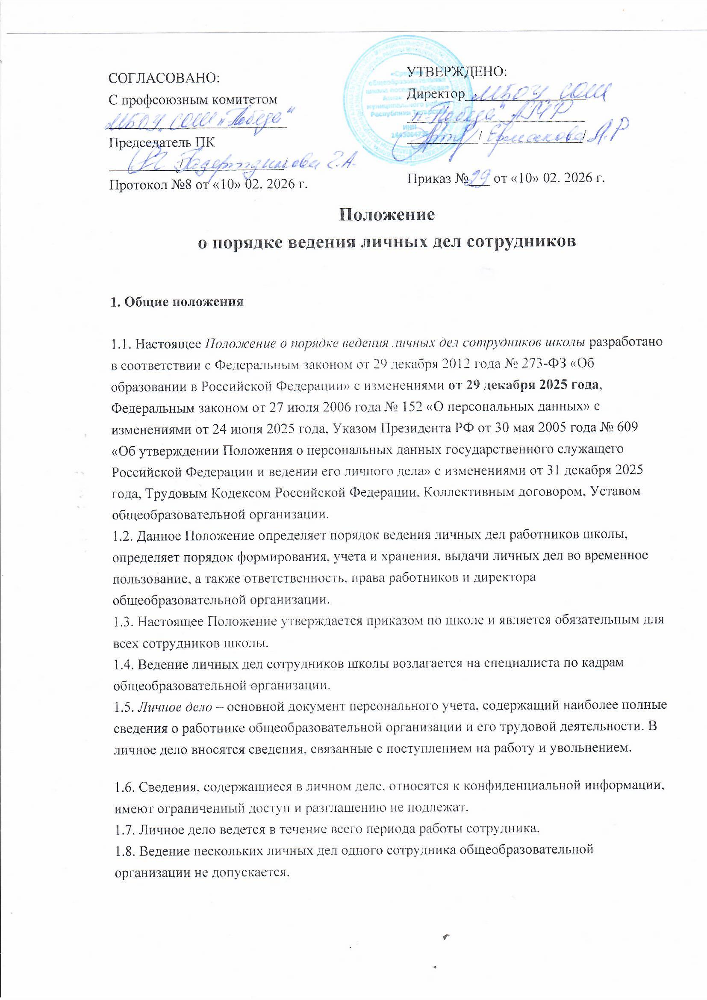 СОГЛАСОВАНО:
С профсоюзным комитетом
МБОУ СОШ п. "Победа"
Председатель ПК
Г.А.
Протокол №8 от «10» 02. 2026 г.
УТВЕРЖДЕНО:
Директор МБОУ СОШ
п. "Победа" АМР
/ Ермакова / А.Р
Приказ № 29 от «10» 02. 2026 г.
Положение
о порядке ведения личных дел сотрудников
1. Общие положения
1.1. Настоящее Положение о порядке ведения личных дел сотрудников школы разработано
в соответствии с Федеральным законом от 29 декабря 2012 года № 273-ФЗ «Об
образовании в Российской Федерации» с изменениями от 29 декабря 2025 года,
Федеральным законом от 27 июля 2006 года № 152 «О персональных данных» с
изменениями от 24 июня 2025 года, Указом Президента РФ от 30 мая 2005 года № 609
«Об утверждении Положения о персональных данных государственного служащего
Российской Федерации и ведении его личного дела» с изменениями от 31 декабря 2025
года, Трудовым Кодексом Российской Федерации, Коллективным договором, Уставом
общеобразовательной организации.
1.2. Данное Положение определяет порядок ведения личных дел работников школы,
определяет порядок формирования, учета и хранения, выдачи личных дел во временное
пользование, а также ответственность, права работников и директора
общеобразовательной организации.
1.3. Настоящее Положение утверждается приказом по школе и является обязательным для
всех сотрудников школы.
1.4. Ведение личных дел сотрудников школы возлагается на специалиста по кадрам
общеобразовательной организации.
1.5. Личное дело – основной документ персонального учета, содержащий наиболее полные
сведения о работнике общеобразовательной организации и его трудовой деятельности. В
личное дело вносятся сведения, связанные с поступлением на работу и увольнением.
1.6. Сведения, содержащиеся в личном деле, относятся к конфиденциальной информации,
имеют ограниченный доступ и разглашению не подлежат.
1.7. Личное дело ведется в течение всего периода работы сотрудника.
1.8. Ведение нескольких личных дел одного сотрудника общеобразовательной
организации не допускается.